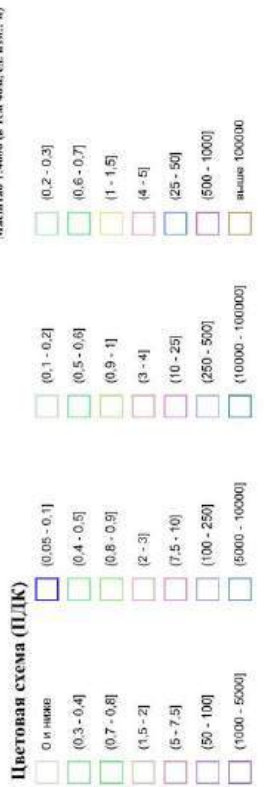 Цветовая схема (ПДК)
0 и ниже (0,05 - 0,1] (0,1 - 0,2] (0,2 - 0,3]
(0,3 - 0,4] (0,4 - 0,5] (0,5 - 0,6] (0,6 - 0,7]
(0,7 - 0,8] (0,8 - 0,9] (0,9 - 1] (1 - 1,5]
(1,5 - 2] (2 - 3] (3 - 4] (4 - 5]
(5 - 7,5] (7,5 - 10] (10 - 25] (25 - 50]
(50 - 100] (100 - 250] (250 - 500] (500 - 1000]
(1000 - 5000] (5000 - 10000] (10000 - 100000] выше 100000